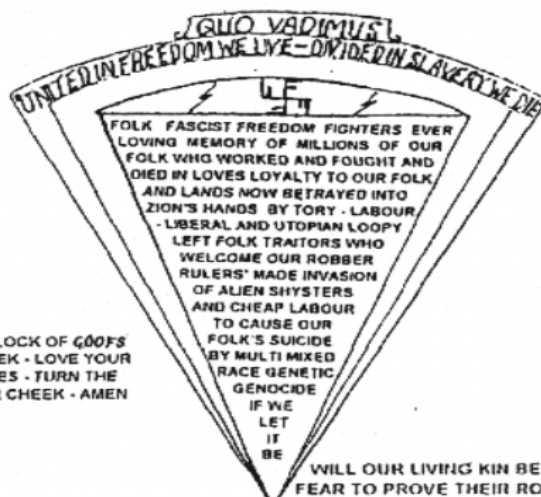 QUO VADIMUS
UNITED IN FREEDOM WE LIVE - DIVIDED IN SLAVERY WE DIE
FOLK FASCIST FREEDOM FIGHTERS EVER
LOVING MEMORY OF MILLIONS OF OUR
FOLK WHO WORKED AND FOUGHT AND
DIED IN LOVES LOYALTY TO OUR FOLK
AND LANDS NOW BETRAYED INTO
ZION'S HANDS BY TORY - LABOUR
- LIBERAL AND UTOPIAN LOOPY
LEFT FOLK TRAITORS WHO
WELCOME OUR ROBBER
RULERS' MADE INVASION
OF ALIEN SHYSTERS
AND CHEAP LABOUR
TO CAUSE OUR
FOLK'S SUICIDE
BY MULTI MIXED
RACE GENETIC
GENOCIDE
IF WE
LET
IT
BE
LOCK OF GOOFS
EK - LOVE YOUR
ES - TURN THE
CHEEK - AMEN
WILL OUR LIVING KIN BE
FEAR TO PROVE THEIR RO